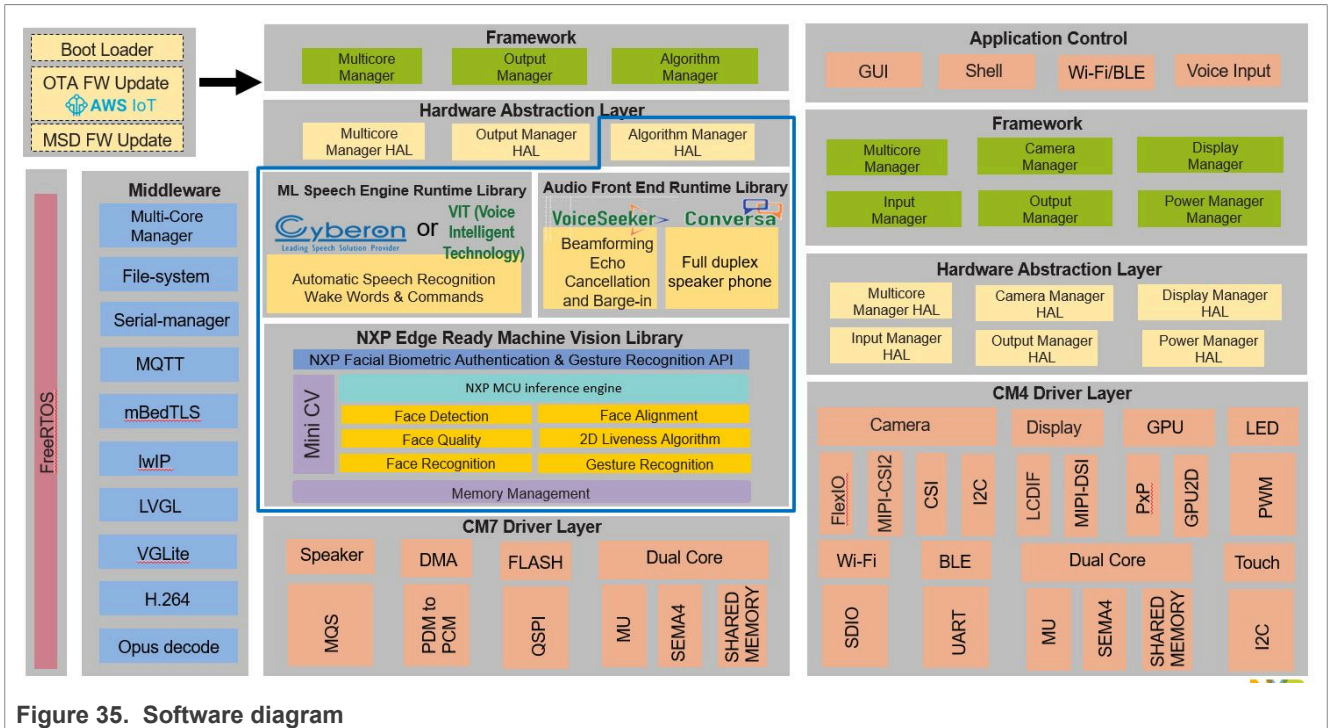 Boot Loader
OTA FW Update
AWS IoT
MSD FW Update
FreeRTOS
Middleware
Multi-Core
Manager
File-system
Serial-manager
MQTT
mBedTLS
lwIP
LVGL
VGLite
H.264
Opus decode
Framework
Multicore
Manager
Output
Manager
Algorithm
Manager
Hardware Abstraction Layer
Multicore
Manager HAL
Output Manager
HAL
Algorithm Manager
HAL
ML Speech Engine Runtime Library
Cyberon
Leading Speech Solution Provider
or
VIT (Voice
Intelligent
Technology)
Automatic Speech Recognition
Wake Words & Commands
Audio Front End Runtime Library
VoiceSeeker
Conversa
Beamforming
Echo
Cancellation
and Barge-in
Full duplex
speaker phone
NXP Edge Ready Machine Vision Library
NXP Facial Biometric Authentication & Gesture Recognition API
Mini CV
NXP MCU inference engine
Face Detection
Face Alignment
Face Quality
2D Liveness Algorithm
Face Recognition
Gesture Recognition
Memory Management
CM7 Driver Layer
Speaker
DMA
FLASH
Dual Core
MQS
PDM to
PCM
QSPI
MU
SEMA4
SHARED
MEMORY
Application Control
GUI
Shell
Wi-Fi/BLE
Voice Input
Framework
Multicore
Manager
Camera
Manager
Display
Manager
Input
Manager
Output
Manager
Power Manager
Manager
Hardware Abstraction Layer
Multicore
Manager HAL
Camera Manager
HAL
Display Manager
HAL
Input Manager
HAL
Output Manager
HAL
Power Manager
HAL
CM4 Driver Layer
Camera
Display
GPU
LED
FlexIO
MIPI-CSI2
CSI
I2C
LCDIF
MIPI-DSI
PxP
GPU2D
PWM
Wi-Fi
BLE
Dual Core
Touch
SDIO
UART
MU
SEMA4
SHARED
MEMORY
I2C
Figure 35. Software diagram